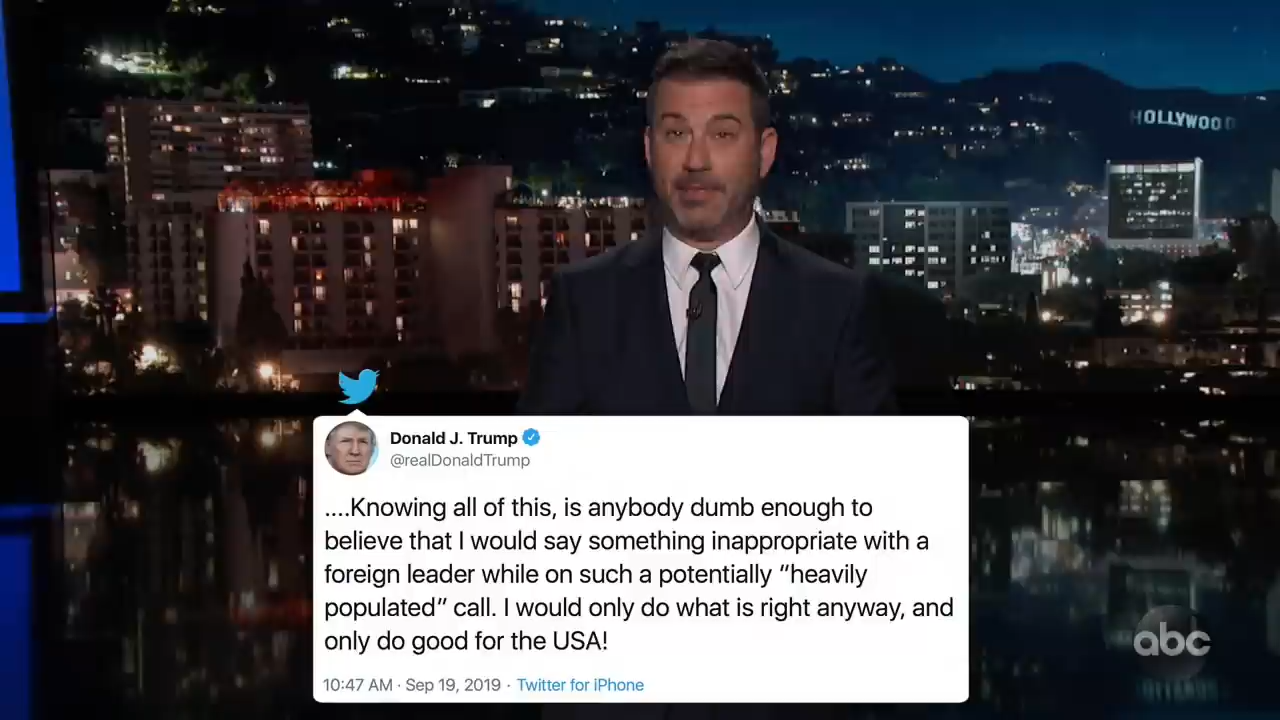 HOLLYWOOD
Donald J. Trump
@realDonaldTrump
....Knowing all of this, is anybody dumb enough to
believe that I would say something inappropriate with a
foreign leader while on such a potentially “heavily
populated” call. I would only do what is right anyway, and
only do good for the USA!
10:47 AM · Sep 19, 2019 · Twitter for iPhone
abc